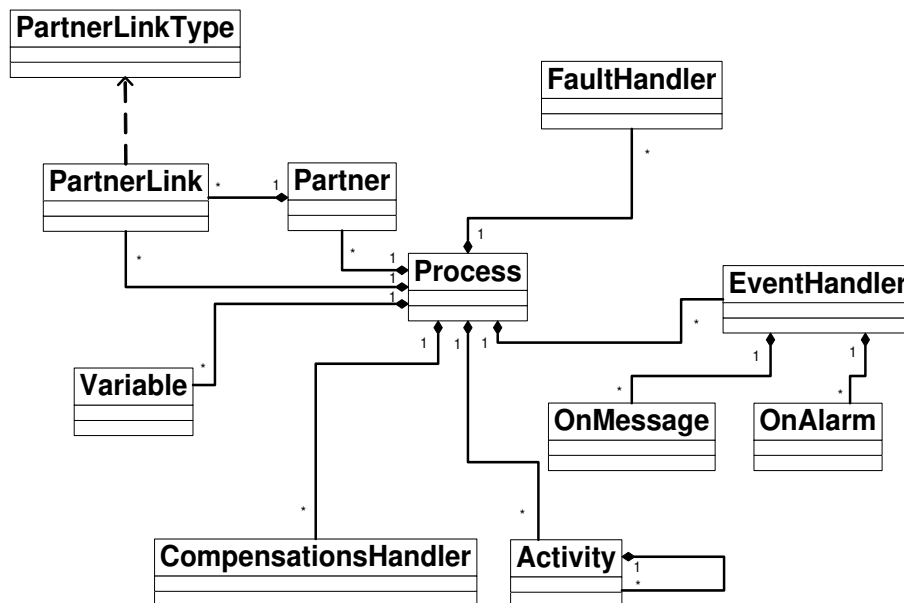 PartnerLinkType
FaultHandler
*
PartnerLink
*
1
Partner
*
*
1
1
1
1
Process
EventHandler
*
1
1
1
1
1
*
Variable
*
*
OnMessage
OnAlarm
*
*
CompensationsHandler
Activity
1
*